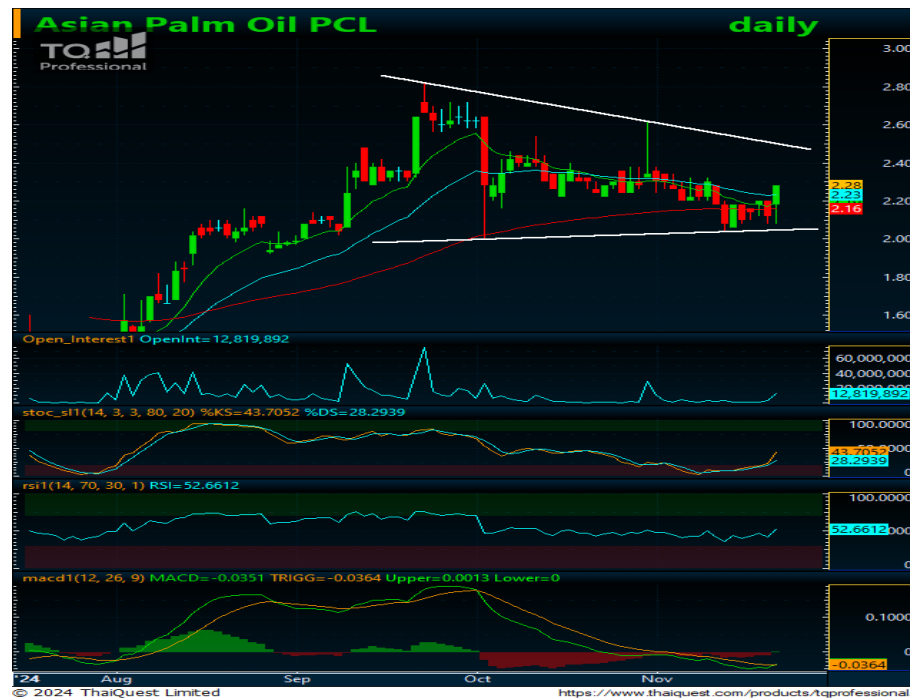 Asian Palm Oil PCL daily
TQ
Professional
3.00
2.80
2.60
2.40
2.28
2.23
2.20
2.16
2.00
1.80
1.60
Open_Interest1 OpenInt=12,819,892
60,000,000
40,000,000
12,819,892
stoc_sl1(14, 3, 3, 80, 20) %KS=43.7052 %DS=28.2939
100.0000
43.7052
28.2939
0
rsi1(14, 70, 30, 1) RSI=52.6612
100.0000
52.6612
0
macd1(12, 26, 9) MACD=-0.0351 TRIGG=-0.0364 Upper=0.0013 Lower=0
0.1000
0
-0.0364
'24 Aug Sep Oct Nov
© 2024 ThaiQuest Limited https://www.thaiquest.com/products/tqprofessional